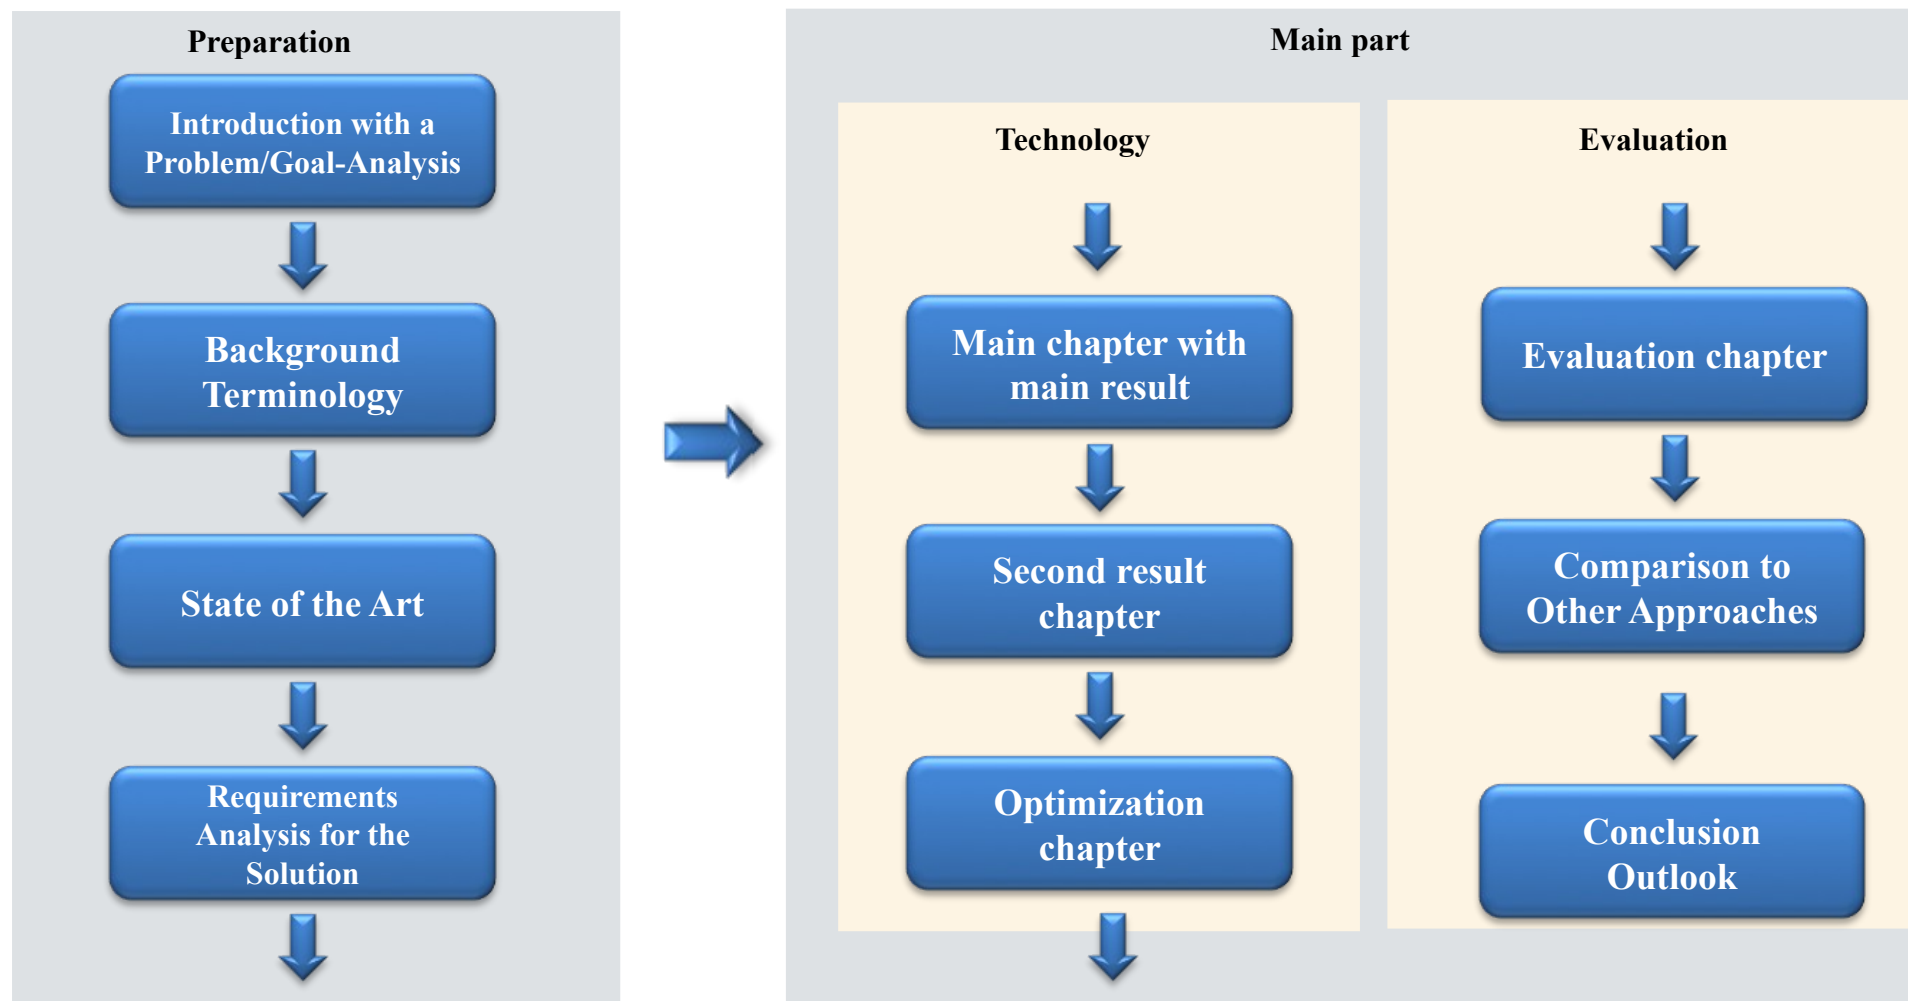 Preparation
Introduction with a
Problem/Goal-Analysis
Background
Terminology
State of the Art
Requirements
Analysis for the
Solution
Main part
Technology
Main chapter with
main result
Second result
chapter
Optimization
chapter
Evaluation
Evaluation chapter
Comparison to
Other Approaches
Conclusion
Outlook